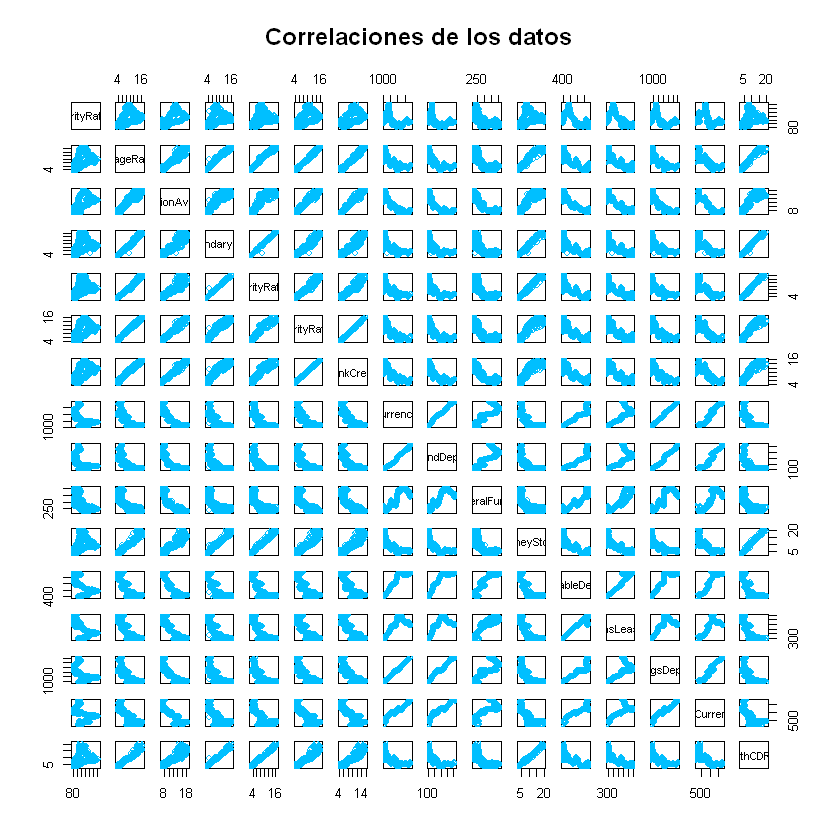 Correlaciones de los datos
4 16 4 16 4 16 1000 250 400 1000 5 20
rityRat 80
4 ageRa
ionAv 8
4 ndary
rityRat 4
16 4 rityRat
nkCre 16 4
1000 urrenc
ndDep 100
250 eralFur
neySto 20 5
400 ableDe
nsLeas 300
1000 gsDep
Curren 500
5 thCDR
80 8 18 4 16 4 14 100 5 20 300 500